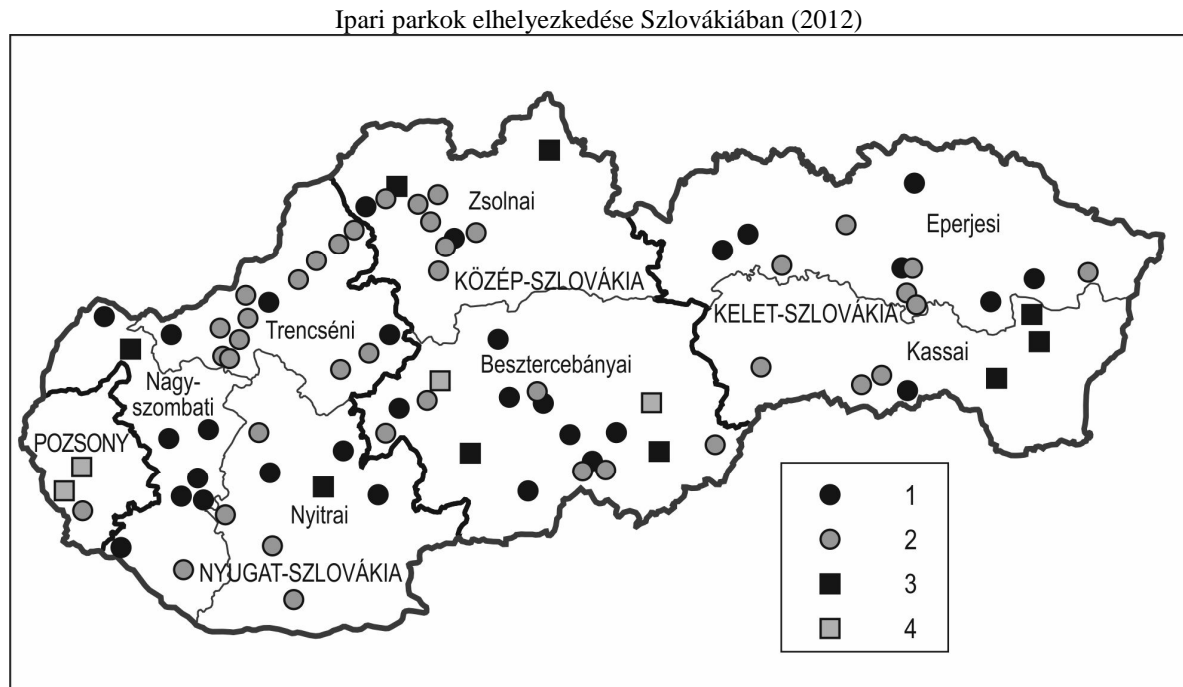 Ipari parkok elhelyezkedése Szlovákiában (2012)
Zsolnai
Eperjesi
KÖZÉP-SZLOVÁKIA
KELET-SZLOVÁKIA
Trencséni
Kassai
Besztercebányai
Nagy-
szombati
POZSONY
Nyitrai
NYUGAT-SZLOVÁKIA
1
2
3
4